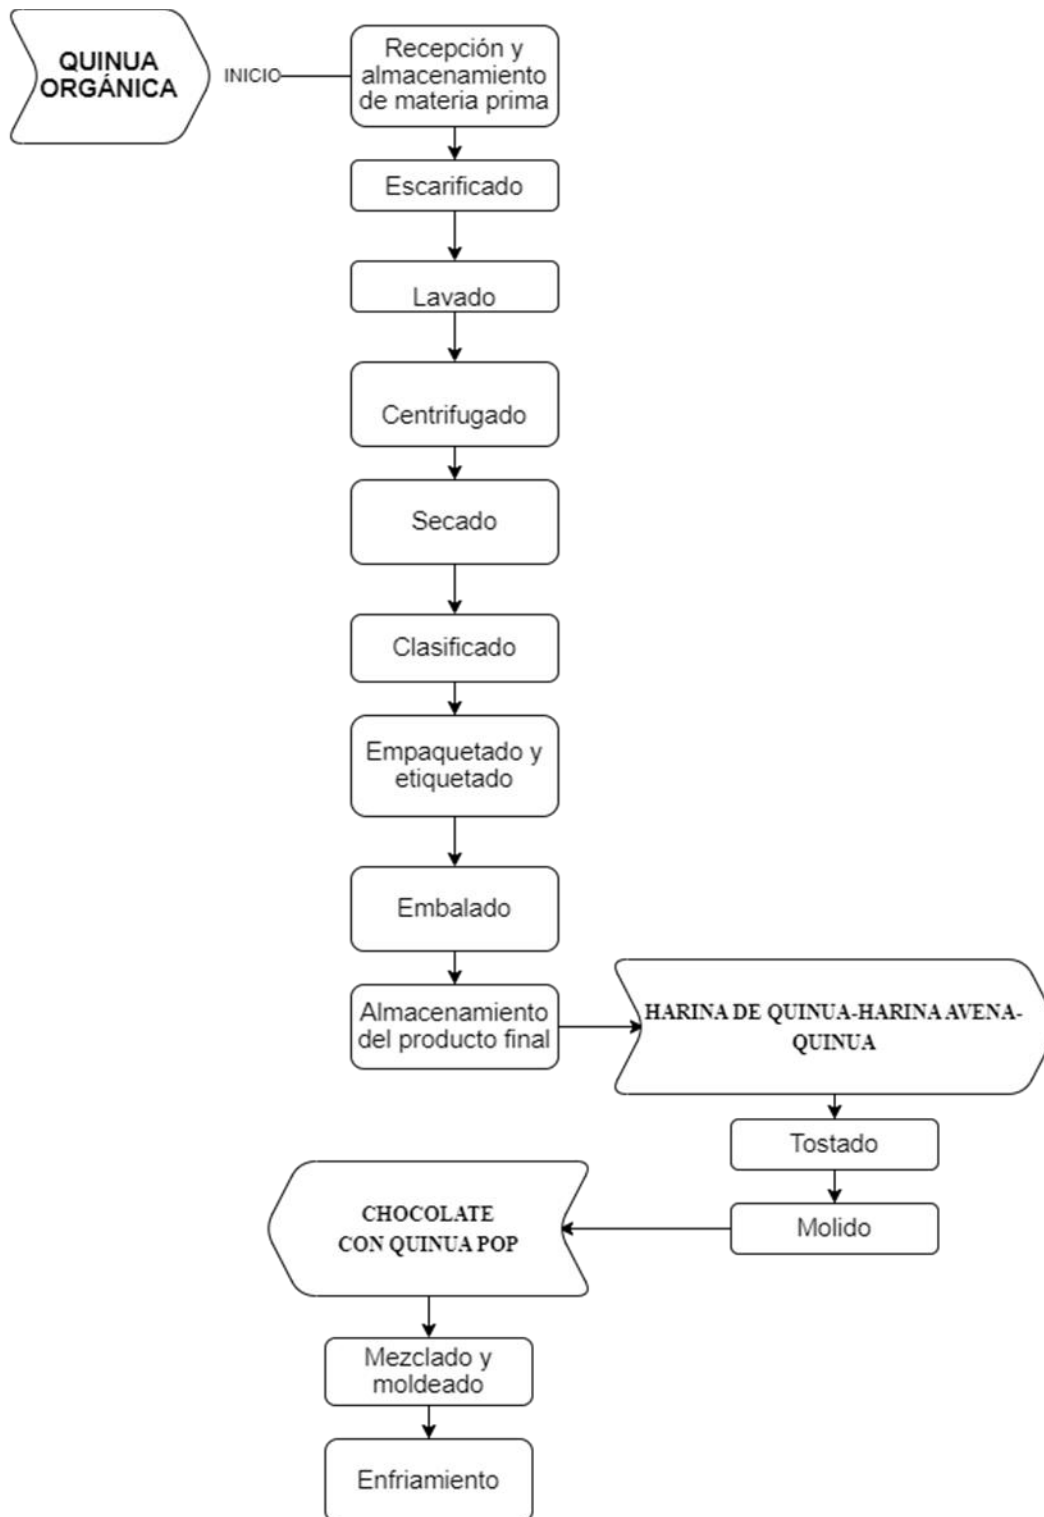 QUINUA
ORGÁNICA
INICIO
Recepción y
almacenamiento
de materia prima
Escarificado
Lavado
Centrifugado
Secado
Clasificado
Empaquetado y
etiquetado
Embalado
Almacenamiento
del producto final
HARINA DE QUINUA-HARINA AVENA-
QUINUA
Tostado
Molido
CHOCOLATE
CON QUINUA POP
Mezclado y
moldeado
Enfriamiento